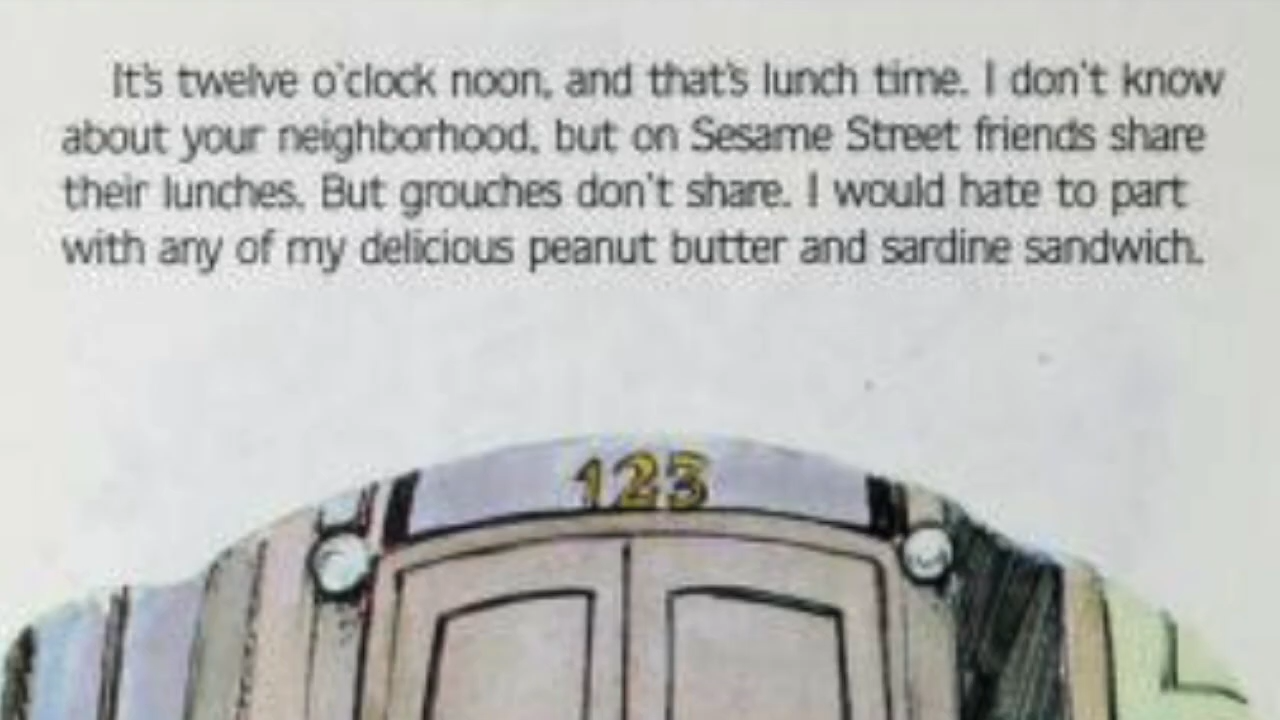 It's twelve o'clock noon, and that's lunch time. I don't know
about your neighborhood, but on Sesame Street friends share
their lunches. But grouches don't share. I would hate to part
with any of my delicious peanut butter and sardine sandwich.
123